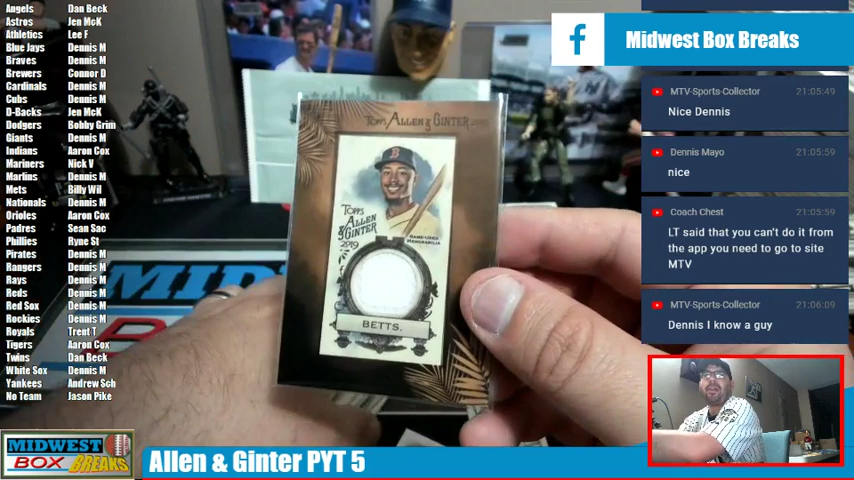 Angels Dan Beck
Astros Jen McK
Athletics Lee F
Blue Jays Dennis M
Braves Dennis M
Brewers Connor D
Cardinals Dennis M
Cubs Dennis M
D-Backs Jen McK
Dodgers Bobby Grim
Giants Dennis M
Indians Aaron Cox
Mariners Nick V
Marlins Dennis M
Mets Billy Wil
Nationals Dennis M
Orioles Aaron Cox
Padres Sean Sac
Phillies Ryne St
Pirates Dennis M
Rangers Dennis M
Rays Dennis M
Reds Dennis M
Red Sox Dennis M
Rockies Dennis M
Royals Trent T
Tigers Aaron Cox
Twins Dan Beck
White Sox Dennis M
Yankees Andrew Sch
No Team Jason Pike
TOPPS ALLEN & GINTER
TOPPS
ALLEN
& GINTER
2019
GAME-USED
MEMORABILIA
BETTS.
f Midwest Box Breaks
MTV-Sports-Collector 21:05:49
Nice Dennis
Dennis Mayo 21:05:59
nice
Coach Chest 21:05:59
LT said that you can't do it from
the app you need to go to site
MTV
MTV-Sports-Collector 21:06:09
Dennis I know a guy
MIDWEST
BOX BREAKS
Allen & Ginter PYT 5